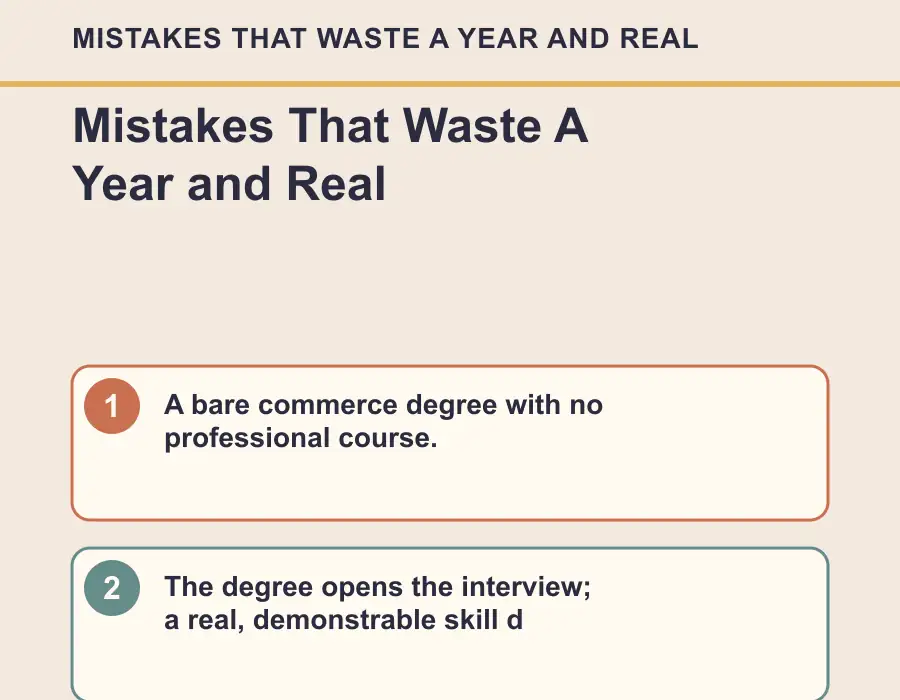 MISTAKES THAT WASTE A YEAR AND REAL
Mistakes That Waste A
Year and Real
1
A bare commerce degree with no
professional course.
2
The degree opens the interview;
a real, demonstrable skill d